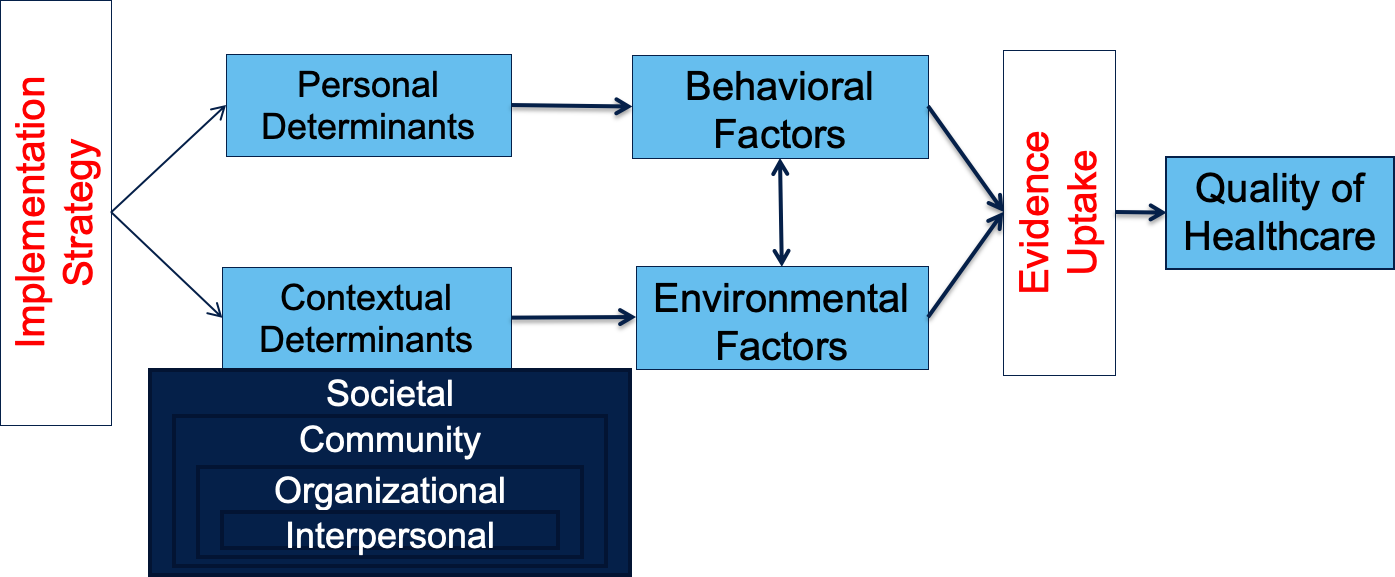 Implementation
Strategy
Personal
Determinants
Contextual
Determinants
Societal
Community
Organizational
Interpersonal
Behavioral
Factors
Environmental
Factors
Evidence
Uptake
Quality of
Healthcare